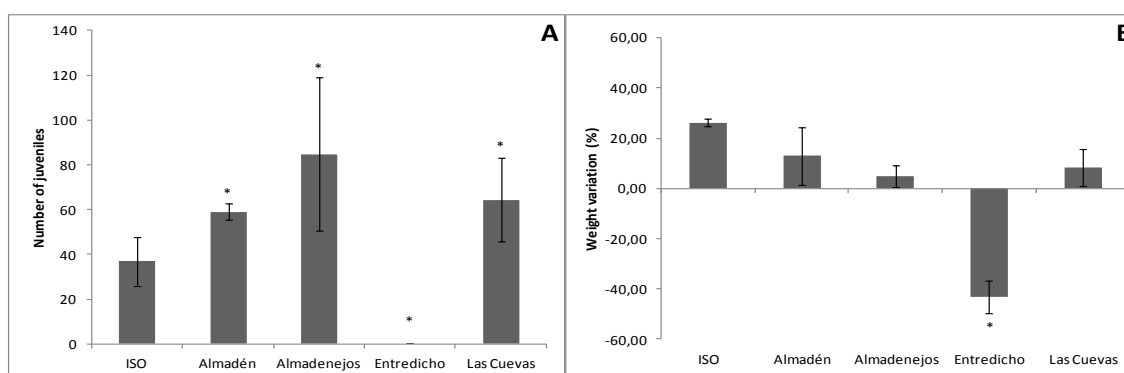 A
Number of juveniles
140
120
100
80
60
40
20
0
*
*
*
*
ISO
Almadén
Almadenejos
Entredicho
Las Cuevas
B
Weight variation (%)
60,00
40,00
20,00
0,00
-20,00
-40,00
-60,00
*
ISO
Almadén
Almadenejos
Entredicho
Las Cuevas